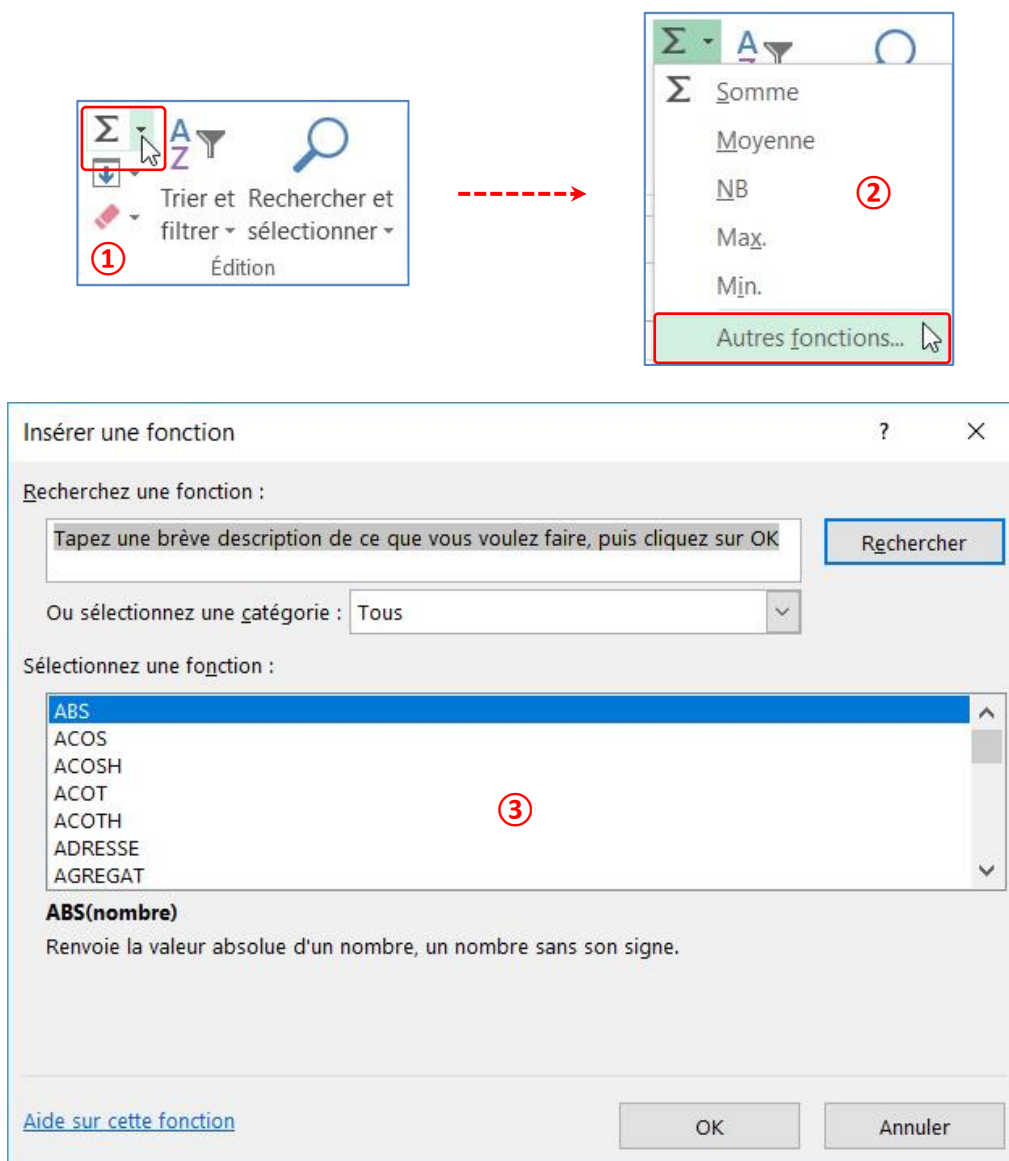 Σ
A
Z
Trier et Rechercher et
filtrer sélectionner
①
Édition
Σ A
Z
Σ Somme
Moyenne
NB
②
Max.
Min.
Autres fonctions...
Insérer une fonction ? ×
Recherchez une fonction :
Tapez une brève description de ce que vous voulez faire, puis cliquez sur OK
Rechercher
Ou sélectionnez une catégorie : Tous
Sélectionnez une fonction :
ABS
ACOS
ACOSH
ACOT
③
ACOTH
ADRESSE
AGREGAT
ABS(nombre)
Renvoie la valeur absolue d'un nombre, un nombre sans son signe.
Aide sur cette fonction OK Annuler